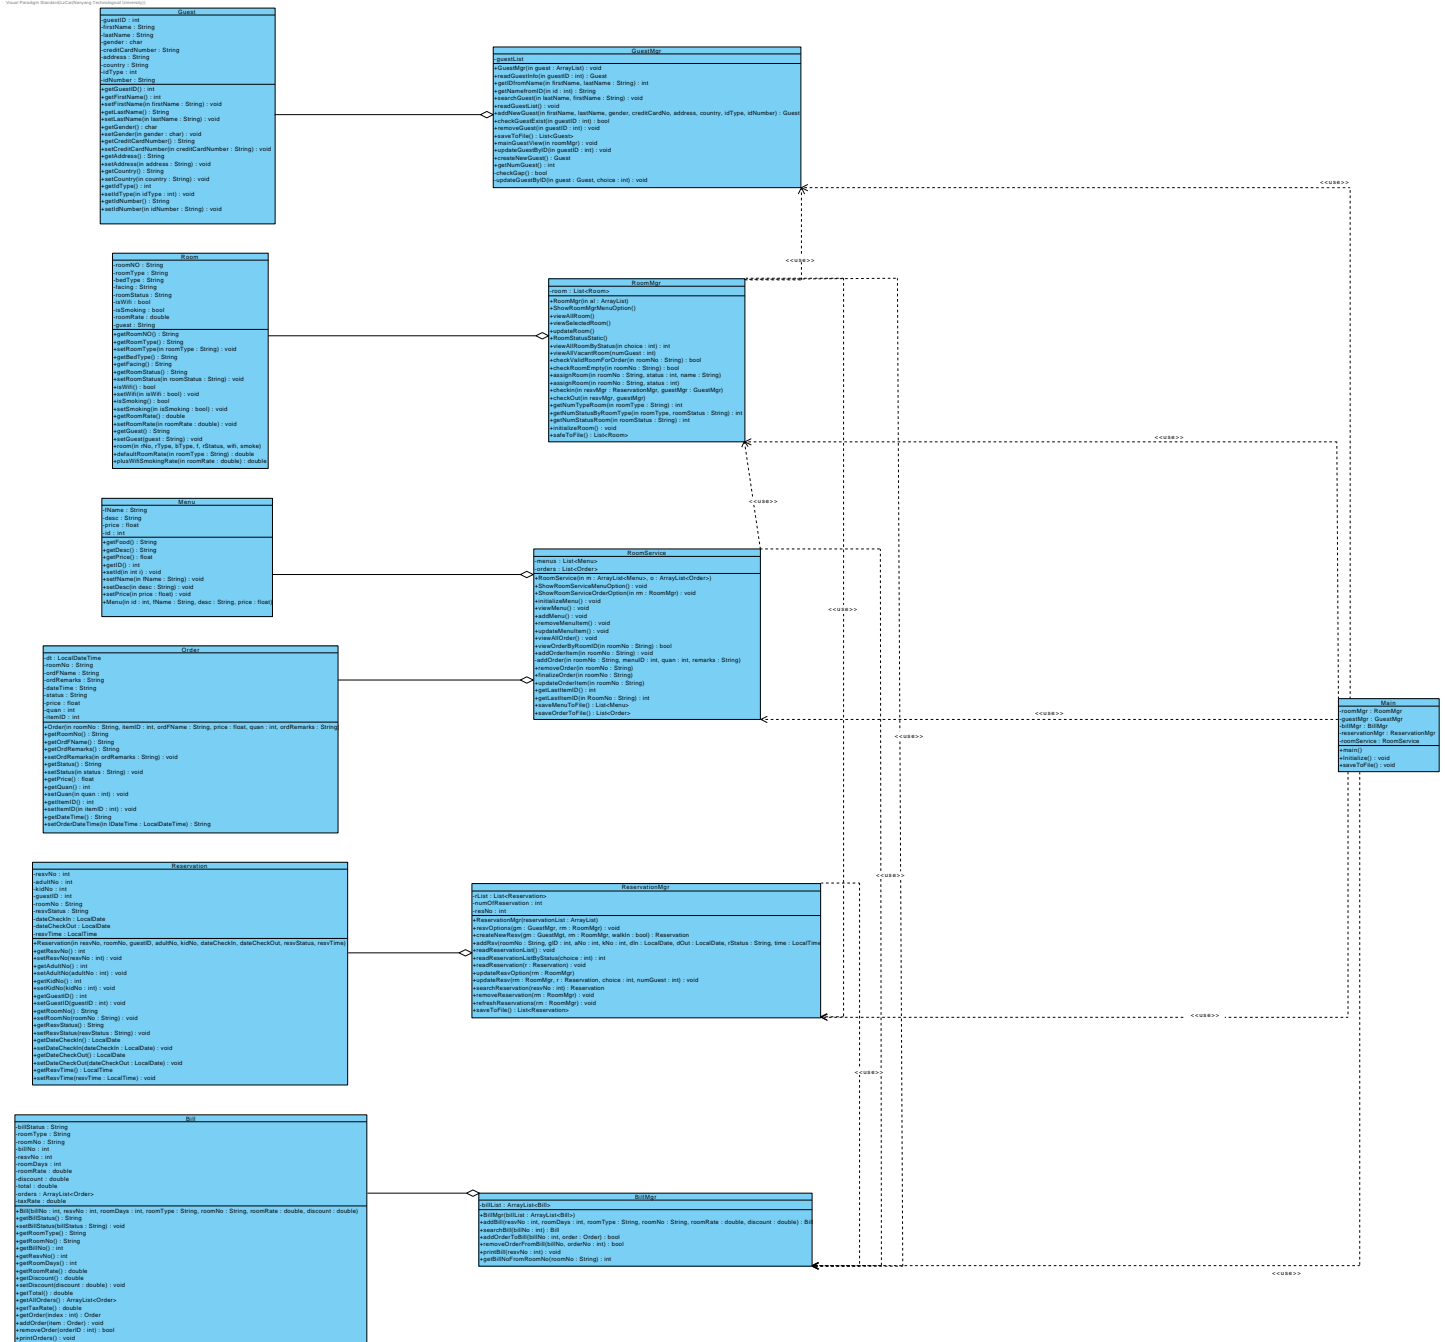 Visual Paradigm Standard(LiCai(Nanyang Technological University))
Guest
-guestID : int
-firstName : String
-lastName : String
-gender : char
-creditCardNumber : String
-address : String
-country : String
-idType : int
-idNumber : String
+getGuestID() : int
+getFirstName() : int
+setFirstName(in firstName : String) : void
+getLastName() : String
+setLastName(in lastName : String) : void
+getGender() : char
+setGender(in gender : char) : void
+getCreditCardNumber() : String
+setCreditCardNumber(in creditCardNumber : String) : void
+getAddress() : String
+setAddress(in address : String) : void
+getCountry() : String
+setCountry(in country : String) : void
+getIdType() : int
+setIdType(in idType : int) : void
+getIdNumber() : String
+setIdNumber(in idNumber : String) : void
GuestMgr
-guestList
+GuestMgr(in guest : ArrayList) : void
+readGuestInfo(in guestID : int) : Guest
+getIDfromName(in firstName, lastName : String) : int
+getNamefromID(in id : int) : String
+searchGuest(in lastName, firstName : String) : void
+readGuestList() : void
+addNewGuest(in firstName, lastName, gender, creditCardNo, address, country, idType, idNumber) : Guest
+checkGuestExist(in guestID : int) : bool
+removeGuest(in guestID : int) : void
+saveToFile() : List<Guest>
+mainGuestView(in roomMgr) : void
+updateGuestByID(in guestID : int) : void
+createNewGuest() : Guest
+getNumGuest() : int
-checkGap() : bool
-updateGuestByID(in guest : Guest, choice : int) : void
<<use>>
<<use>>
Room
-roomNO : String
-roomType : String
-bedType : String
-facing : String
-roomStatus : String
-isWifi : bool
-isSmoking : bool
-roomRate : double
-guest : String
+getRoomNO() : String
+getRoomType() : String
+setRoomType(in roomType : String) : void
+getBedType() : String
+getFacing() : String
+getRoomStatus() : String
+setRoomStatus(in roomStatus : String) : void
+isWifi() : bool
+setWifi(in isWifi : bool) : void
+isSmoking() : bool
+setSmoking(in isSmoking : bool) : void
+getRoomRate() : double
+setRoomRate(in roomRate : double) : void
+getGuest() : String
+setGuest(guest : String) : void
+room(in rNo, rType, bType, f, rStatus, wifi, smoke)
+defaultRoomRate(in roomType : String) : double
+plusWifiSmokingRate(in roomRate : double) : double
RoomMgr
-room : List<Room>
+RoomMgr(in al : ArrayList)
+ShowRoomMgrMenuOption()
+viewAllRoom()
+viewSelectedRoom()
+updateRoom()
+RoomStatusStatic()
+viewAllRoomByStatus(in choice : int) : int
+viewAllVacantRoom(numGuest : int)
+checkValidRoomForOrder(in roomNo : String) : bool
+checkRoomEmpty(in roomNo : String) : bool
+assignRoom(in roomNo : String, status : int, name : String)
+assignRoom(in roomNo : String, status : int)
+checkin(in resvMgr : ReservationMgr, guestMgr : GuestMgr)
+checkOut(in resvMgr, guestMgr)
+getNumTypeRoom(in roomType : String) : int
+getNumStatusByRoomType(in roomType, roomStatus : String) : int
+getNumStatusRoom(in roomStatus : String) : int
+initializeRoom() : void
+safeToFile() : List<Room>
<<use>>
<<use>>
Menu
-fName : String
-desc : String
-price : float
-id : int
+getFood() : String
+getDesc() : String
+getPrice() : float
+getID() : int
+setId(in int i) : void
+setfName(in fName : String) : void
+setDesc(in desc : String) : void
+setPrice(in price : float) : void
+Menu(in id : int, fName : String, desc : String, price : float)
RoomService
-menus : List<Menu>
-orders : List<Order>
+RoomService(in m : ArrayList<Menu>, o : ArrayList<Order>)
+ShowRoomServiceMenuOption() : void
+ShowRoomServiceOrderOption(in rm : RoomMgr) : void
+initializeMenu() : void
+viewMenu() : void
+addMenu() : void
+removeMenuItem() : void
+updateMenuItem() : void
+viewAllOrder() : void
+viewOrderByRoomID(in roomNo : String) : bool
+addOrderItem(in roomNo : String) : void
-addOrder(in roomNo : String, menuID : int, quan : int, remarks : String)
+removeOrder(in roomNo : String)
+finalizeOrder(in roomNo : String)
+updateOrderItem(in roomNo : String)
+getLastItemID() : int
+getLastItemID(in RoomNo : String) : int
+saveMenuToFile() : List<Menu>
+saveOrderToFile() : List<Order>
<<use>>
<<use>>
<<use>>
Order
-dt : LocalDateTime
-roomNo : String
-ordFName : String
-ordRemarks : String
-dateTime : String
-status : String
-price : float
-quan : int
-itemID : int
+Order(in roomNo : String, itemID : int, ordFName : String, price : float, quan : int, ordRemarks : String)
+getRoomNo() : String
+getOrdFName() : String
+getOrdRemarks() : String
+setOrdRemarks(in ordRemarks : String) : void
+getStatus() : String
+setStatus(in status : String) : void
+getPrice() : float
+getQuan() : int
+setQuan(in quan : int) : void
+getItemID() : int
+setItemID(in itemID : int) : void
+getDateTime() : String
+setOrderDateTime(in lDateTime : LocalDateTime) : String
Main
-roomMgr : RoomMgr
-guestMgr : GuestMgr
-billMgr : BillMgr
-reservationMgr : ReservationMgr
-roomService : RoomService
+main()
+Initialize() : void
+saveToFile() : void
Reservation
-resvNo : int
-adultNo : int
-kidNo : int
-guestID : int
-roomNo : String
-resvStatus : String
-dateCheckIn : LocalDate
-dateCheckOut : LocalDate
-resvTime : LocalTime
+Reservation(in resvNo, roomNo, guestID, adultNo, kidNo, dateCheckIn, dateCheckOut, resvStatus, resvTime)
+getResvNo() : int
+setResvNo(resvNo : int) : void
+getAdultNo() : int
+setAdultNo(adultNo : int) : void
+getKidNo() : int
+setKidNo(kidNo : int) : void
+getGuestID() : int
+setGuestID(guestID : int) : void
+getRoomNo() : String
+setRoomNo(roomNo : String) : void
+getResvStatus() : String
+setResvStatus(resvStatus : String) : void
+getDateCheckIn() : LocalDate
+setDateCheckIn(dateCheckIn : LocalDate) : void
+getDateCheckOut() : LocalDate
+setDateCheckOut(dateCheckOut : LocalDate) : void
+getResvTime() : LocalTime
+setResvTime(resvTime : LocalTime) : void
ReservationMgr
-rList : List<Reservation>
-numOfReservation : int
-resNo : int
+ReservationMgr(reservationList : ArrayList)
+resvOptions(gm : GuestMgr, rm : RoomMgr) : void
+createNewResv(gm : GuestMgt, rm : RoomMgr, walkin : bool) : Reservation
+addRsv(roomNo : String, gID : int, aNo : int, kNo : int, dIn : LocalDate, dOut : LocalDate, rStatus : String, time : LocalTime
+readReservationList() : void
+readReservationListByStatus(choice : int) : int
+readReservation(r : Reservation) : void
+updateResvOption(rm : RoomMgr)
+updateResv(rm : RoomMgr, r : Reservation, choice : int, numGuest : int) : void
+searchReservation(resvNo : int) : Reservation
+removeReservation(rm : RoomMgr) : void
+refreshReservations(rm : RoomMgr) : void
+saveToFile() : List<Reservation>
<<use>>
<<use>>
<<use>>
Bill
-billStatus : String
-roomType : String
-roomNo : String
-billNo : int
-resvNo : int
-roomDays : int
-roomRate : double
-discount : double
-total : double
-orders : ArrayList<Order>
-taxRate : double
+Bill(billNo : int, resvNo : int, roomDays : int, roomType : String, roomNo : String, roomRate : double, discount : double)
+getBillStatus() : String
+setBillStatus(billStatus : String) : void
+getRoomType() : String
+getRoomNo() : String
+getBillNo() : int
+getResvNo() : int
+getRoomDays() : int
+getRoomRate() : double
+getDiscount() : double
+setDiscount(discount : double) : void
+getTotal() : double
+getAllOrders() : ArrayList<Order>
+getTaxRate() : double
+getOrder(index : int) : Order
+addOrder(item : Order) : void
+removeOrder(orderID : int) : bool
+printOrders() : void
BillMgr
-billList : ArrayList<Bill>
+BillMgr(billList : ArrayList<Bill>)
+addBill(resvNo : int, roomDays : int, roomType : String, roomNo : String, roomRate : double, discount : double) : Bill
+searchBill(billNo : int) : Bill
+addOrderToBill(billNo : int, order : Order) : bool
+removeOrderFromBill(billNo, orderNo : int) : bool
+printBill(resvNo : int) : void
+getBillNoFromRoomNo(roomNo : String) : int
<<use>>